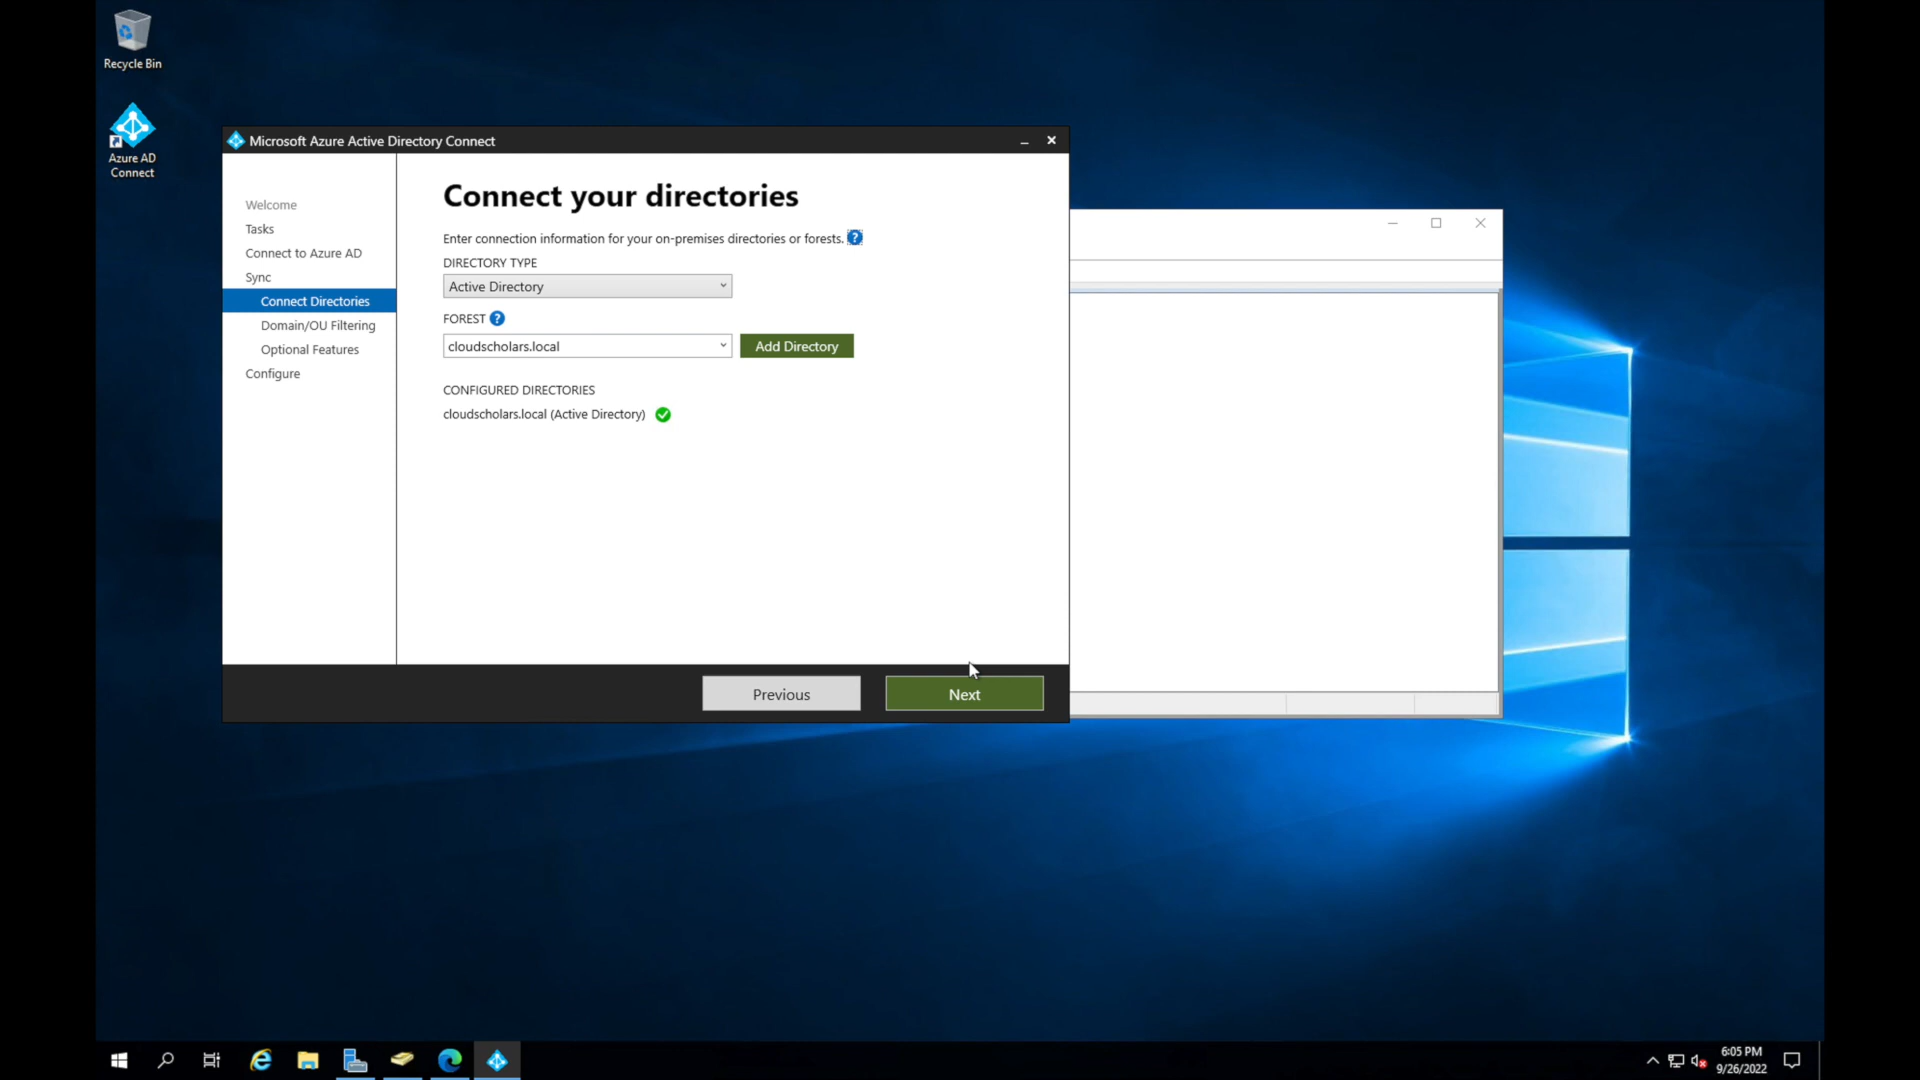 Recycle Bin
Azure AD
Connect
Microsoft Azure Active Directory Connect
Welcome
Tasks
Connect to Azure AD
Sync
Connect Directories
Domain/OU Filtering
Optional Features
Configure
Connect your directories
Enter connection information for your on-premises directories or forests. ?
DIRECTORY TYPE
Active Directory
FOREST ?
cloudscholars.local
Add Directory
CONFIGURED DIRECTORIES
cloudscholars.local (Active Directory)
Previous
Next
6:05 PM
9/26/2022